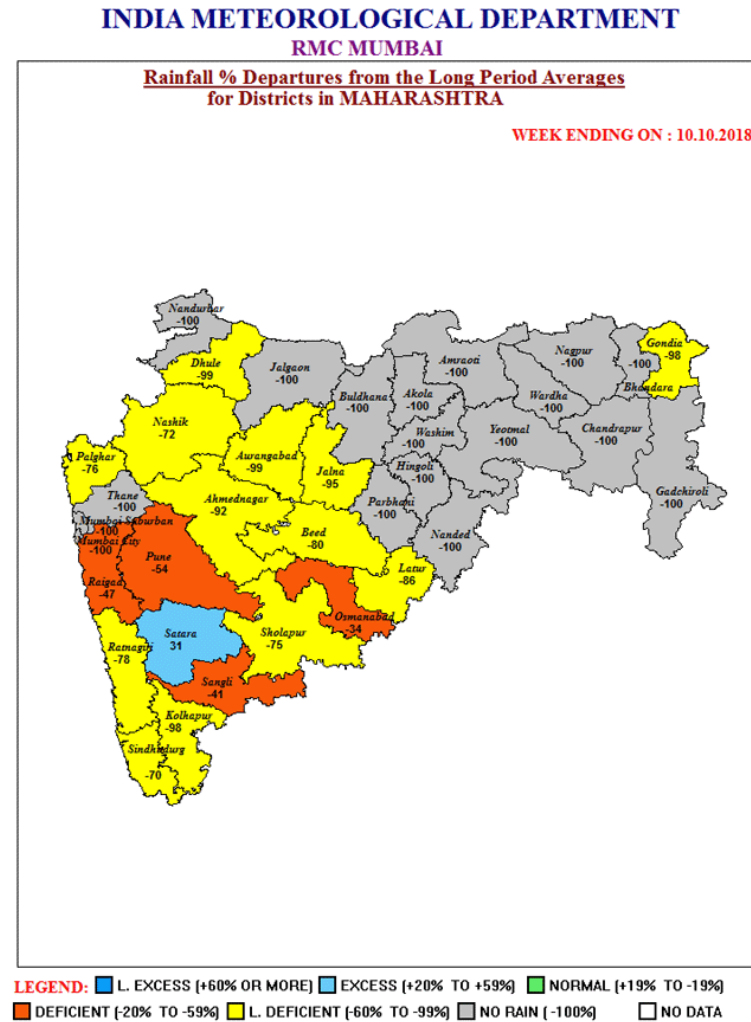 INDIA METEOROLOGICAL DEPARTMENT
RMC MUMBAI
Rainfall % Departures from the Long Period Averages
for Districts in MAHARASHTRA
WEEK ENDING ON : 10.10.2018
Nandurbar
-100
Dhule
-99
Jalgaon
-100
Buldhana
-100
Akola
-100
Amraoti
-100
Washim
-100
Nagpur
-100
Wardha
-100
Yeotmal
-100
Bhandara
-100
Gondia
-98
Chandrapur
-100
Gadchiroli
-100
Nashik
-72
Aurangabad
-99
Jalna
-95
Hingoli
-100
Parbhani
-100
Nanded
-100
Palghar
-76
Thane
-100
Mumbai Suburban
-100
Mumbai City
-100
Ahmednagar
-92
Beed
-80
Pune
-54
Raigad
-47
Latur
-86
Osmanabad
-34
Satara
31
Sholapur
-75
Ratnagiri
-78
Sangli
-41
Kolhapur
-98
Sindhudurg
-70
LEGEND: L. EXCESS (+60% OR MORE) EXCESS (+20% TO +59%) NORMAL (+19% TO -19%)
DEFICIENT (-20% TO -59%) L. DEFICIENT (-60% TO -99%) NO RAIN (-100%) NO DATA